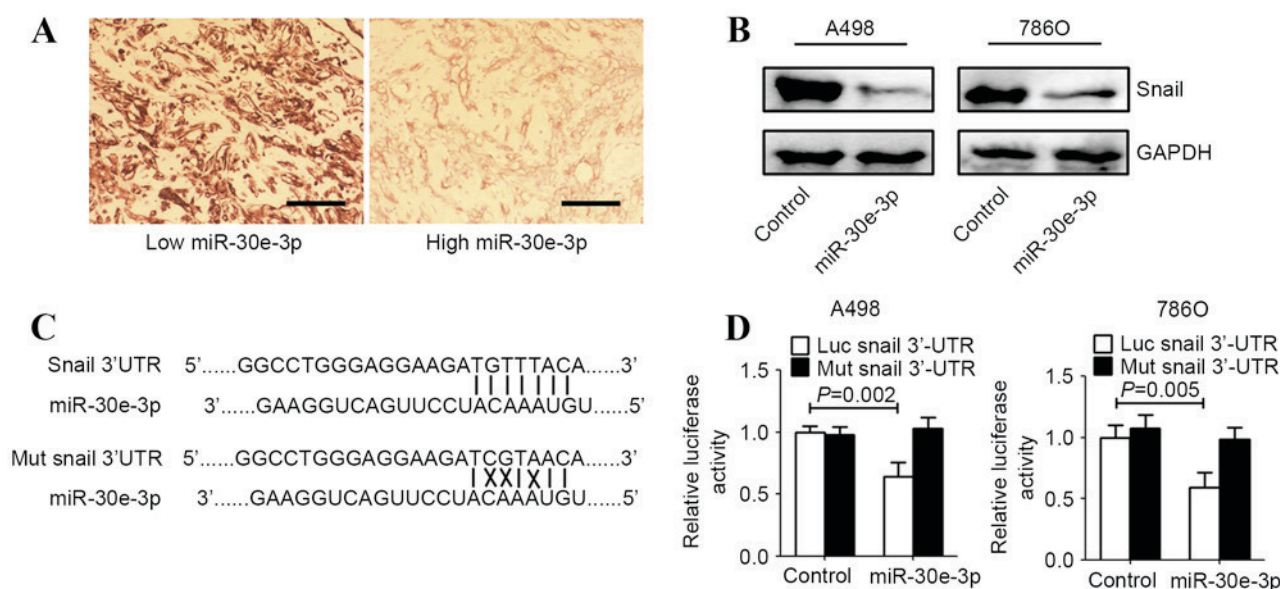 A
Low miR-30e-3p
High miR-30e-3p
B
A498
786O
Snail
GAPDH
Control
miR-30e-3p
Control
miR-30e-3p
C
Snail 3’UTR 5’......GGCCTGGGAGGAAGATGTTTACA......3’
miR-30e-3p 3’......GAAGGUCAGUUCCUACAAAUGU......5’
Mut snail 3’UTR 5’......GGCCTGGGAGGAAGATCGTAACA......3’
miR-30e-3p 3’......GAAGGUCAGUUCCUACAAAUGU......5’
D
A498
Luc snail 3’-UTR
Mut snail 3’-UTR
P=0.002
Relative luciferase
activity
1.5
1.0
0.5
0.0
Control
miR-30e-3p
786O
Luc snail 3’-UTR
Mut snail 3’-UTR
P=0.005
Relative luciferase
activity
1.5
1.0
0.5
0.0
Control
miR-30e-3p